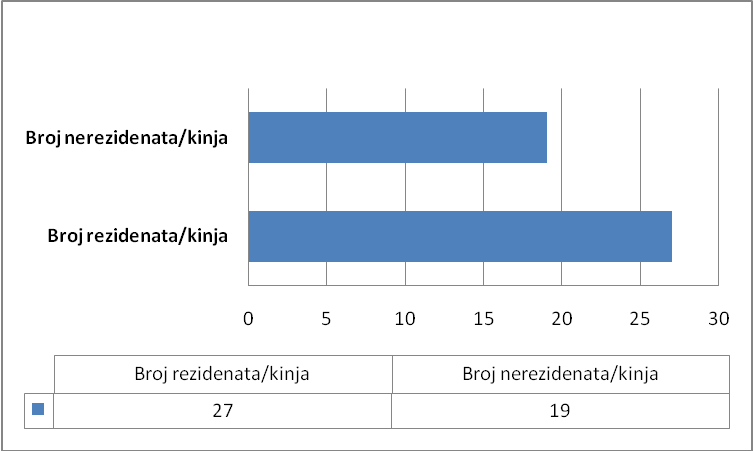 Broj nerezidenata/kinja
Broj rezidenata/kinja
0 5 10 15 20 25 30
Broj rezidenata/kinja Broj nerezidenata/kinja
27 19